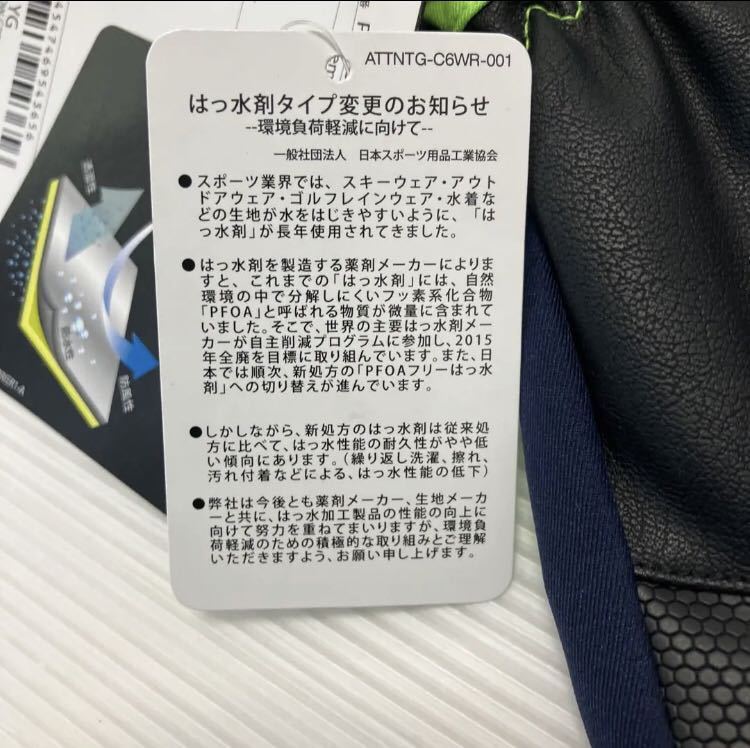 ATTNTG-C6WR-001
はっ水剤タイプ変更のお知らせ
--環境負荷軽減に向けて--
一般社団法人 日本スポーツ用品工業協会
●スポーツ業界では、スキーウェア・アウト
ドアウェア・ゴルフレインウェア・水着な
どの生地が水をはじきやすいように、「は
っ水剤」が長年使用されてきました。
●はっ水剤を製造する薬剤メーカーによりま
すと、これまでの「はっ水剤」には、自然
環境の中で分解しにくいフッ素系化合物
「PFOA」と呼ばれる物質が微量に含まれて
いました。そこで、世界の主要はっ水剤メー
カーが自主削減プログラムに参加し、2015
年全廃を目標に取り組んでいます。また、日
本では順次、新処方の「PFOAフリーはっ水
剤」への切り替えが進んでいます。
●しかしながら、新処方のはっ水剤は従来処
方に比べて、はっ水性能の耐久性がやや低
い傾向にあります。（繰り返し洗濯、擦れ、
汚れ付着などによる、はっ水性能の低下）
●弊社は今後とも薬剤メーカー、生地メーカ
ーと共に、はっ水加工製品の性能の向上に
向けて努力を重ねてまいりますが、環境負
荷軽減のための積極的な取り組みとご理解
いただきますよう、お願い申し上げます。
YG
防風性